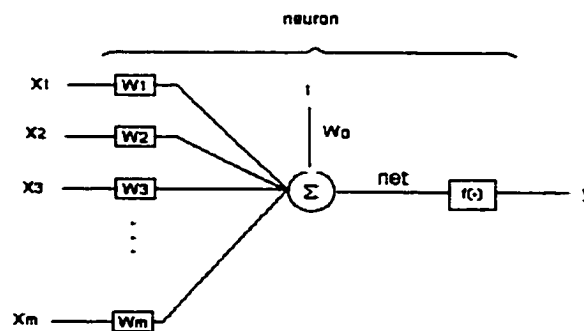 neuron
X1 W1
1
X2 W2 W0
X3 W3 Σ net f(•) y
Xm Wm